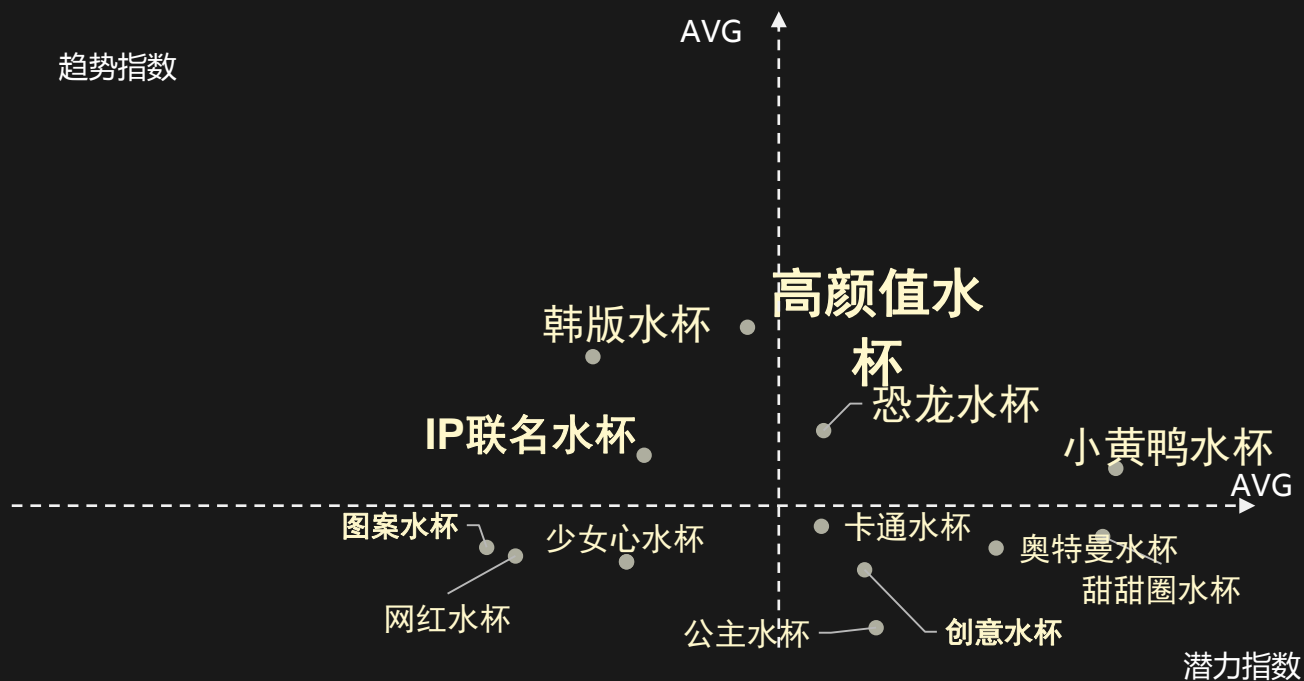 AVG
趋势指数
高颜值水
杯
韩版水杯
恐龙水杯
IP联名水杯
小黄鸭水杯
AVG
图案水杯
少女心水杯
卡通水杯
奥特曼水杯
甜甜圈水杯
网红水杯
公主水杯
创意水杯
潜力指数